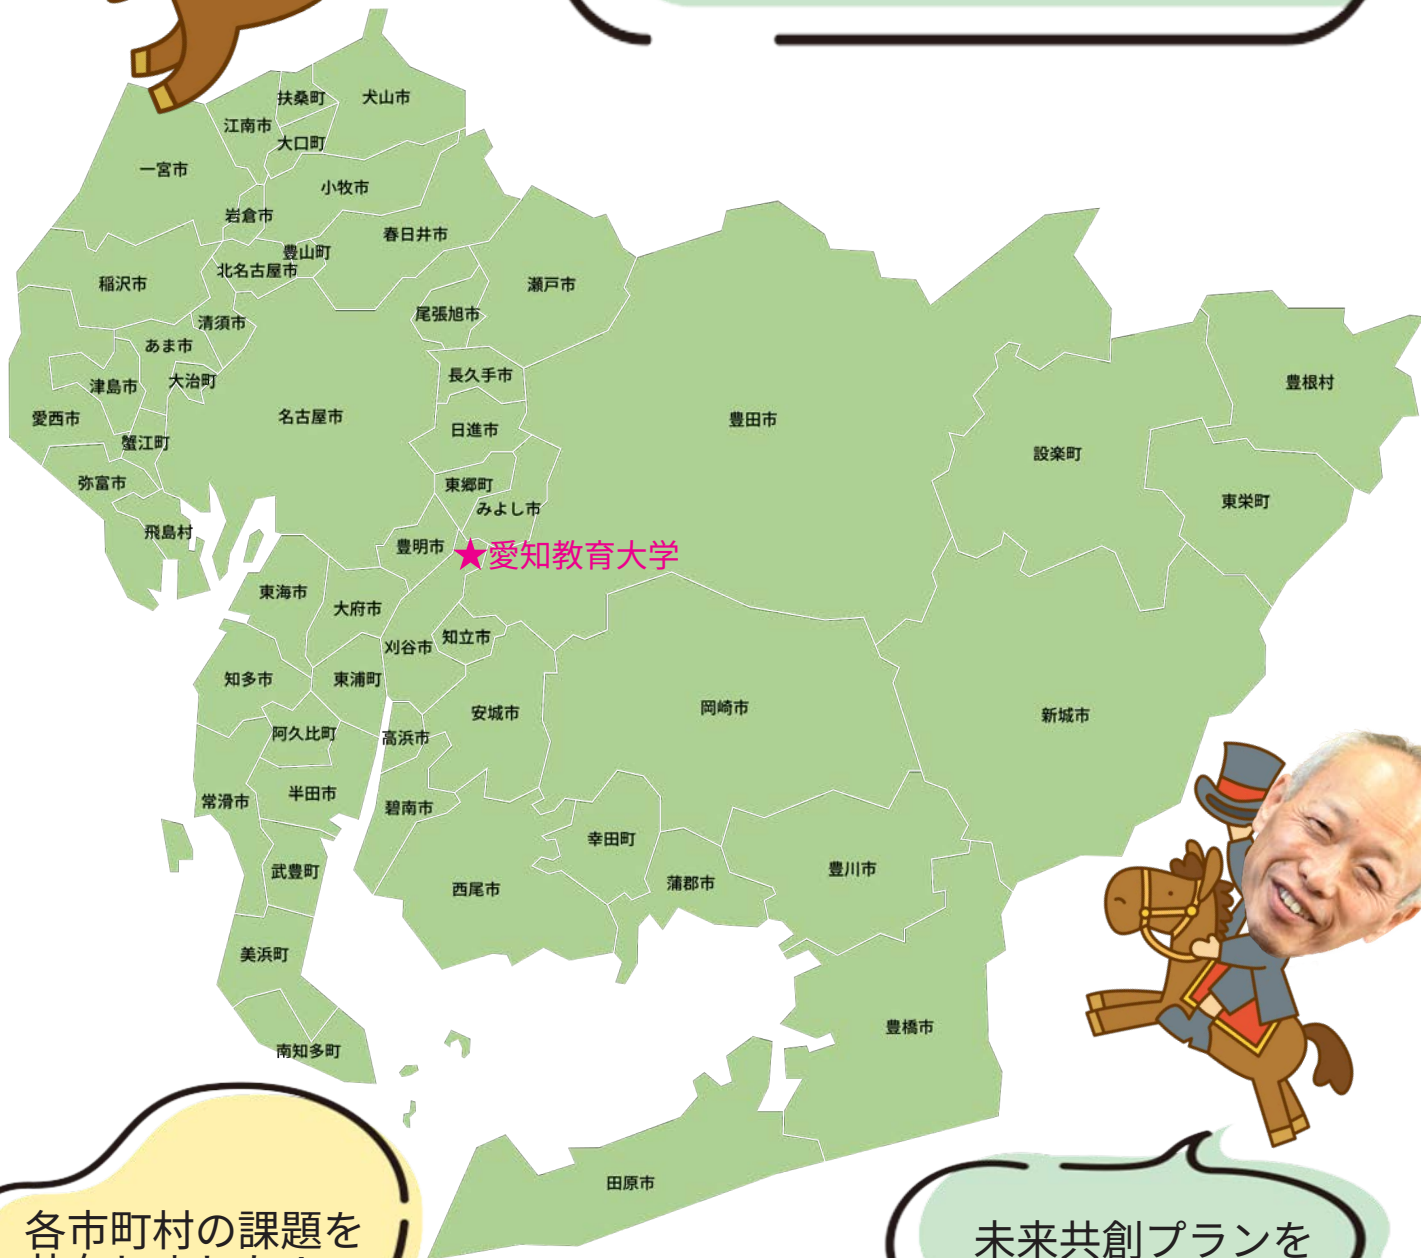 扶桑町
犬山市
江南市
大口町
一宮市
小牧市
岩倉市
春日井市
豊山町
北名古屋市
稲沢市
瀬戸市
尾張旭市
清須市
あま市
長久手市
大治町
津島市
豊根村
愛西市
名古屋市
豊田市
日進市
蟹江町
設楽町
弥富市
東郷町
東栄町
みよし市
飛島村
豊明市
★愛知教育大学
東海市
大府市
知立市
刈谷市
知多市
東浦町
岡崎市
安城市
新城市
阿久比町
高浜市
半田市
常滑市
碧南市
幸田町
武豊町
豊川市
蒲郡市
西尾市
美浜町
豊橋市
南知多町
田原市
各市町村の課題を
未来共創プランを